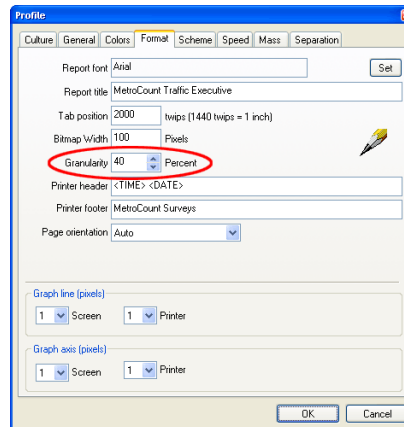 Profile
Culture General Colors Format Scheme Speed Mass Separation
Report font Arial Set
Report title MetroCount Traffic Executive
Tab position 2000 twips (1440 twips = 1 inch)
Bitmap Width 100 Pixels
Granularity 40 Percent
Printer header <TIME> <DATE>
Printer footer MetroCount Surveys
Page orientation Auto
Graph line (pixels)
1 Screen 1 Printer
Graph axis (pixels)
1 Screen 1 Printer
OK Cancel